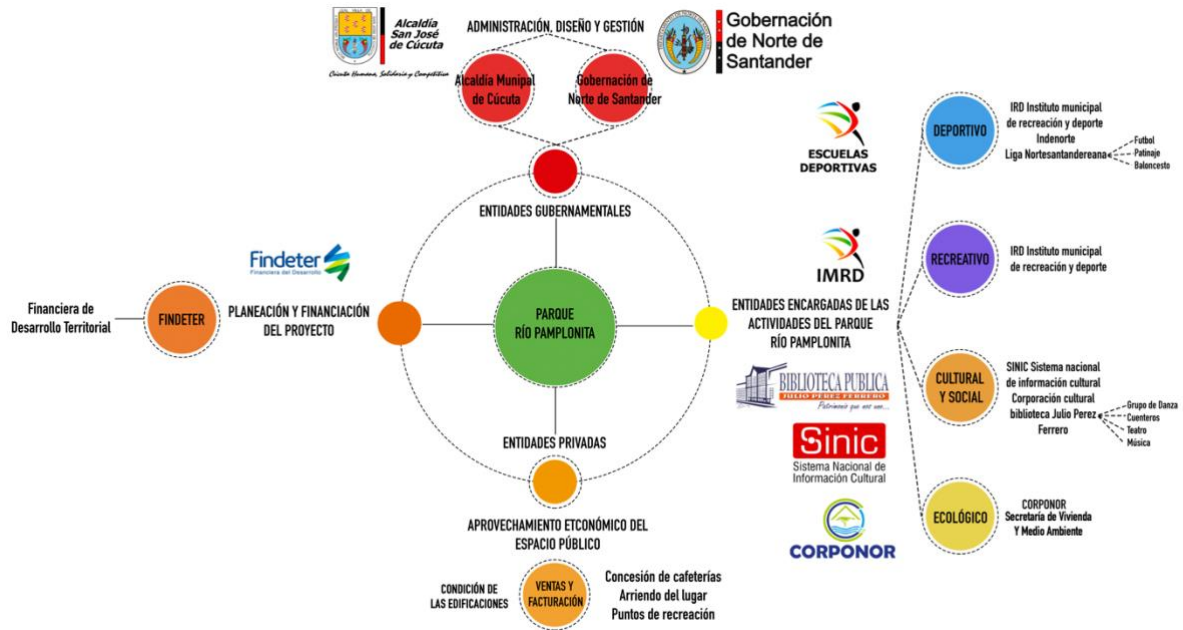 Alcaldía
San José
de Cúcuta
Cúcuta Humana, Solidaria y Competitiva
ADMINISTRACIÓN, DISEÑO Y GESTIÓN
Gobernación
de Norte de
Santander
Alcaldía Munipal
de Cúcuta
Gobernación de
Norte de Santander
ENTIDADES GUBERNAMENTALES
Findeter
Financiera del Desarrollo
Financiera de
Desarrollo Territorial
FINDETER
PLANEACIÓN Y FINANCIACIÓN
DEL PROYECTO
PARQUE
RÍO PAMPLONITA
ESCUELAS
DEPORTIVAS
IMRD
ENTIDADES ENCARGADAS DE LAS
ACTIVIDADES DEL PARQUE
RÍO PAMPLONITA
BIBLIOTECA PUBLICA
JULIO PÉREZ FERRERO
Patrimonio que nos une...
Sinic
Sistema Nacional de
Información Cultural
CORPONOR
DEPORTIVO
IRD Instituto municipal
de recreación y deporte
Indenorte
Liga Nortesantandereana
Futbol
Patinaje
Baloncesto
RECREATIVO
IRD Instituto municipal
de recreación y deporte
CULTURAL
Y SOCIAL
SINIC Sistema nacional
de información cultural
Corporación cultural
biblioteca Julio Perez
Ferrero
Grupo de Danza
Cuenteros
Teatro
Música
ECOLÓGICO
CORPONOR
Secretaría de Vivienda
Y Medio Ambiente
ENTIDADES PRIVADAS
APROVECHAMIENTO ETCONÓMICO DEL
ESPACIO PÚBLICO
CONDICIÓN DE
LAS EDIFICACIONES
VENTAS Y
FACTURACIÓN
Concesión de cafeterías
Arriendo del lugar
Puntos de recreación